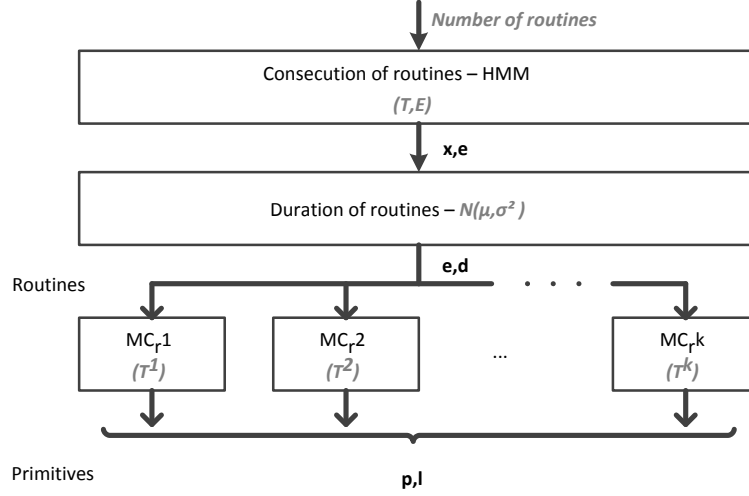 Number of routines
Consecution of routines – HMM
(T,E)
x,e
Duration of routines – N(μ,σ²)
e,d
Routines
MCr1
(T¹)
MCr2
(T²)
...
MCrk
(Tᵏ)
Primitives
p,l